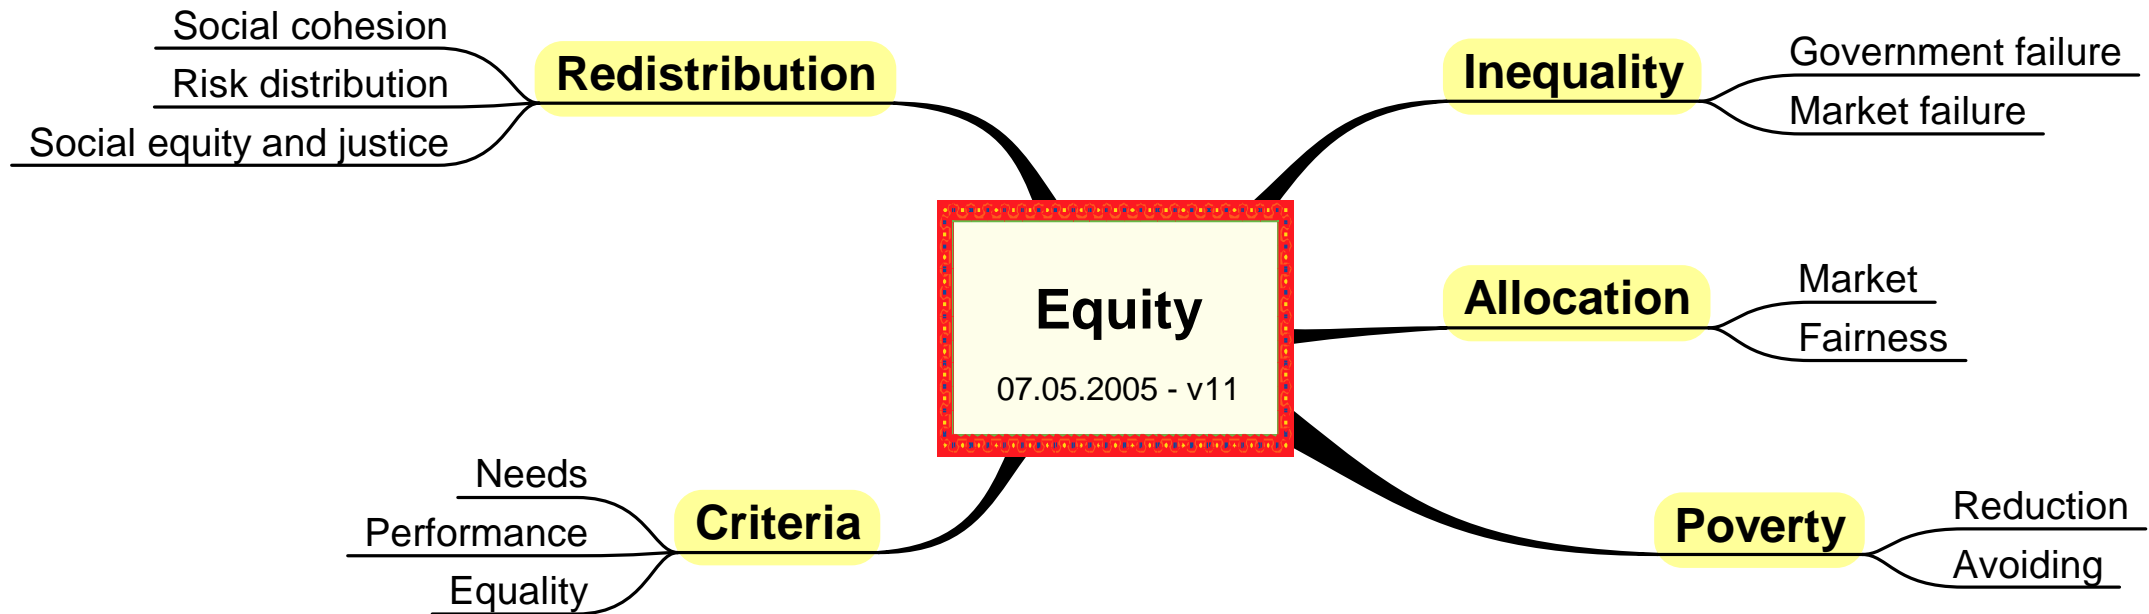 Social cohesion
Risk distribution
Social equity and justice
Redistribution
Inequality
Government failure
Market failure
Equity
07.05.2005 - v11
Allocation
Market
Fairness
Needs
Performance
Equality
Criteria
Poverty
Reduction
Avoiding